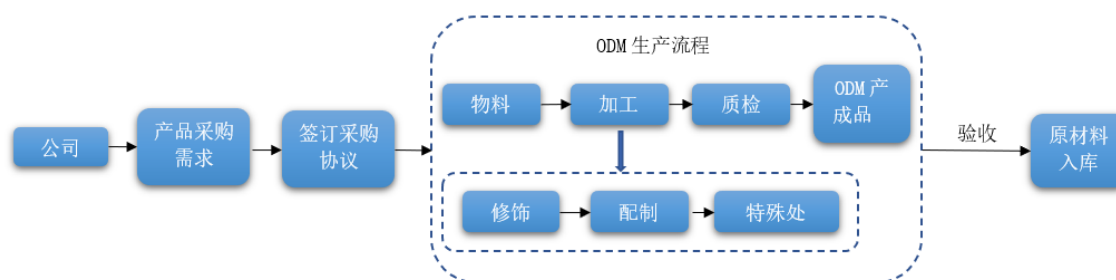 ODM 生产流程
公司
产品采购
需求
签订采购
协议
物料
加工
质检
ODM 产
成品
修饰
配制
特殊处
验收
原材料
入库